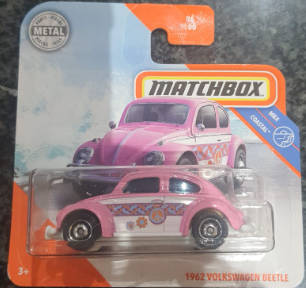 METAL
MATCHBOX
MBX
COASTAL
3+
1962 VOLKSWAGEN BEETLE